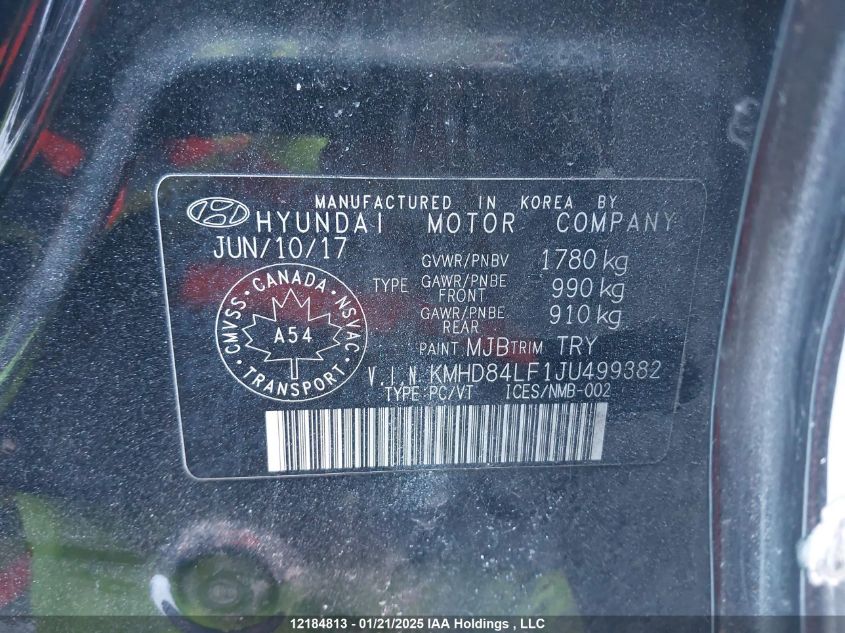 MANUFACTURED IN KOREA BY
HYUNDAI MOTOR COMPANY
JUN/10/17
GVWR/PNBV 1780 kg
TYPE GAWR/PNBE FRONT 990 kg
GAWR/PNBE REAR 910 kg
CMVSS · CANADA · NSVAC
A54
· TRANSPORT ·
PAINT MJB TRIM TRY
V.I.N KMHD84LF1JU499382
TYPE PC/VT ICES/NMB-002
12184813 - 01/21/2025 IAA Holdings , LLC